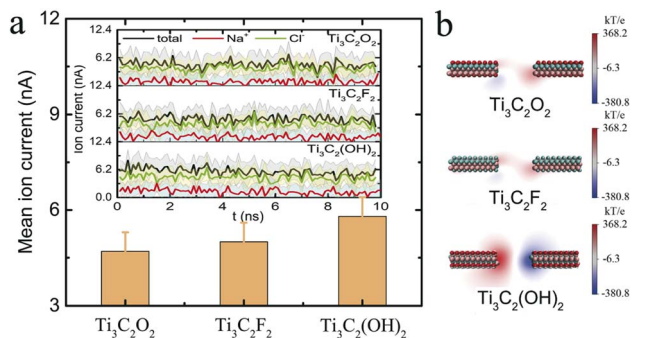 a
Mean ion current (nA)
12
9
6
3
Ion current (nA)
12.4
6.2
12.4
6.2
12.4
6.2
0.0
total Na⁺ Cl⁻
Ti₃C₂O₂
Ti₃C₂F₂
Ti₃C₂(OH)₂
0 2 4 6 8 10
t (ns)
Ti₃C₂O₂ Ti₃C₂F₂ Ti₃C₂(OH)₂
b
kT/e
368.2
-6.3
-380.8
Ti₃C₂O₂
kT/e
368.2
-6.3
-380.8
Ti₃C₂F₂
kT/e
368.2
-6.3
-380.8
Ti₃C₂(OH)₂